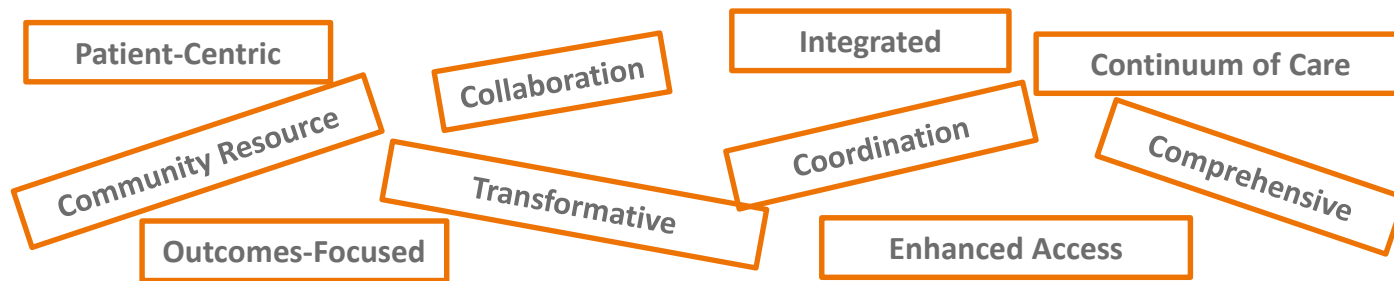 Patient-Centric
Collaboration
Integrated
Continuum of Care
Community Resource
Transformative
Coordination
Comprehensive
Outcomes-Focused
Enhanced Access